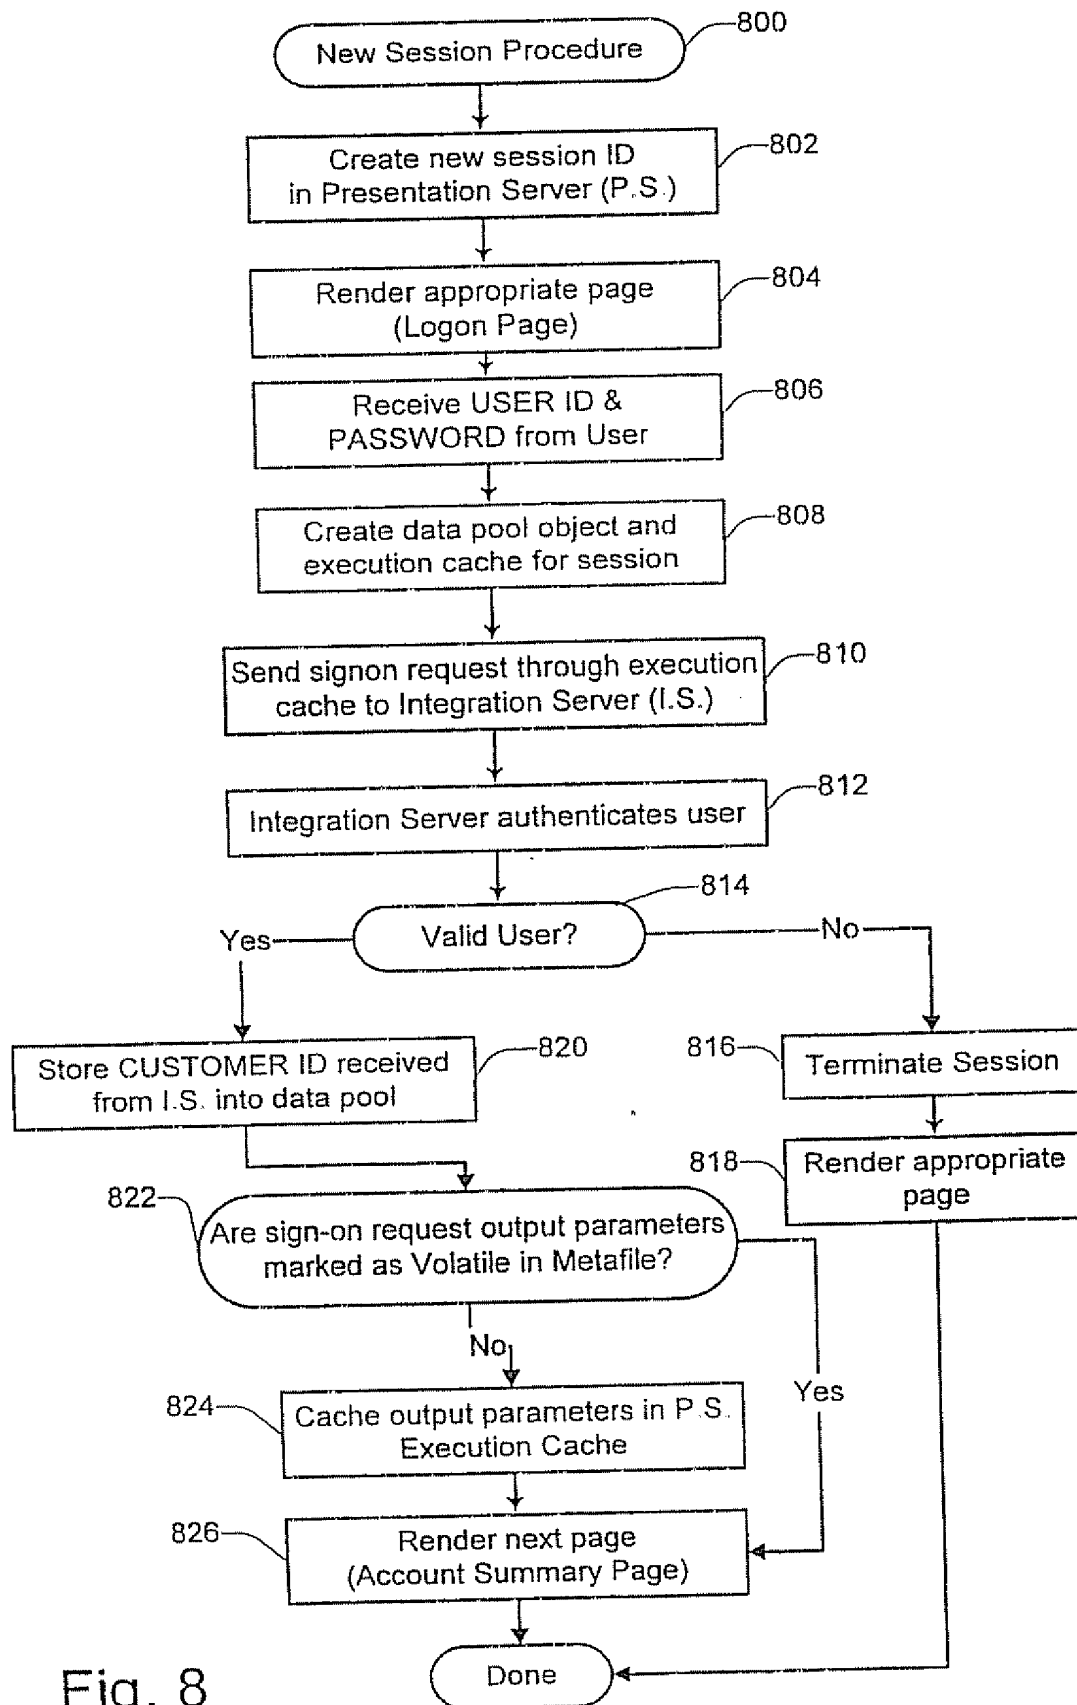 New Session Procedure
800
Create new session ID
in Presentation Server (P.S.)
802
Render appropriate page
(Logon Page)
804
Receive USER ID &
PASSWORD from User
806
Create data pool object and
execution cache for session
808
Send signon request through execution
cache to Integration Server (I.S.)
810
Integration Server authenticates user
812
Valid User?
814
Yes
No
Store CUSTOMER ID received
from I.S. into data pool
820
816
Terminate Session
818
Render appropriate
page
822
Are sign-on request output parameters
marked as Volatile in Metafile?
No
Yes
824
Cache output parameters in P.S.
Execution Cache
826
Render next page
(Account Summary Page)
Done
Fig. 8